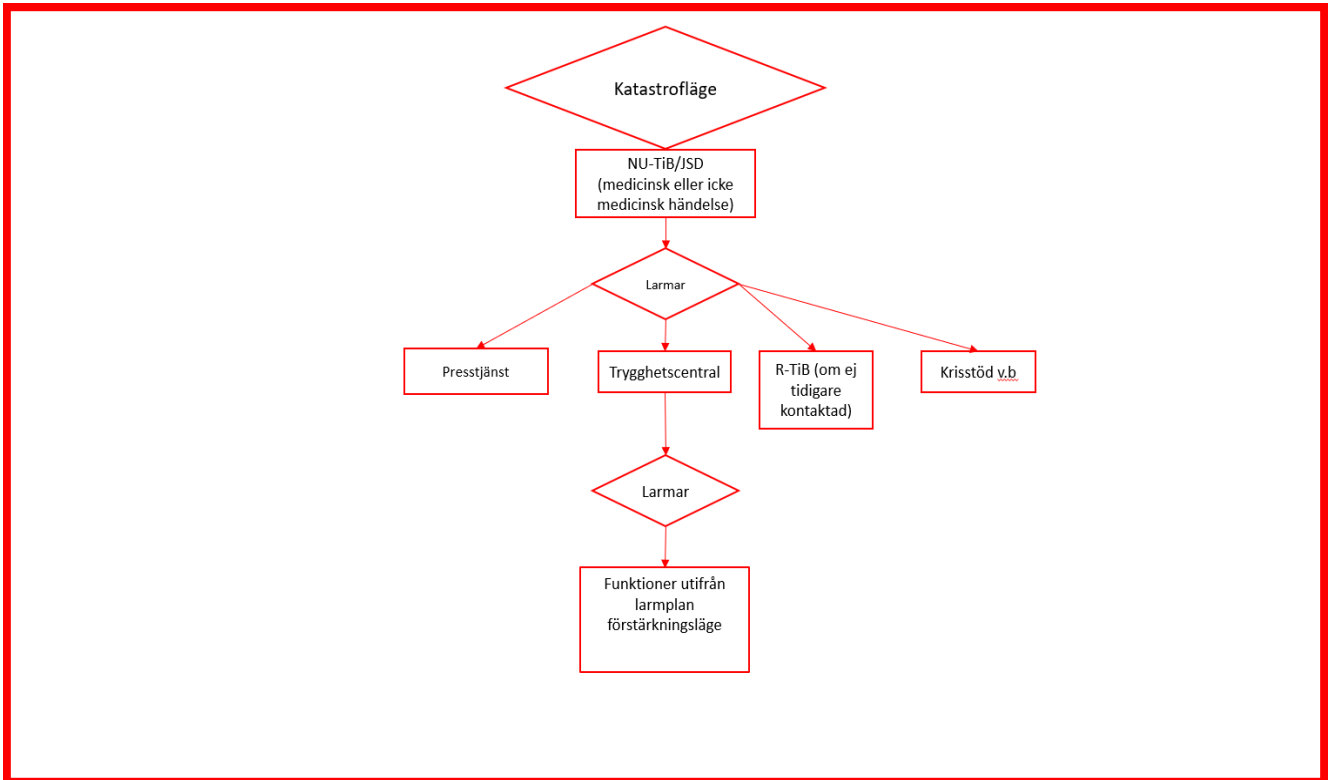 Katastrofläge
NU-TiB/JSD
(medicinsk eller icke
medicinsk händelse)
Larmar
Presstjänst
Trygghetscentral
R-TiB (om ej
tidigare
kontaktad)
Krisstöd v.b
Larmar
Funktioner utifrån
larmplan
förstärkningsläge